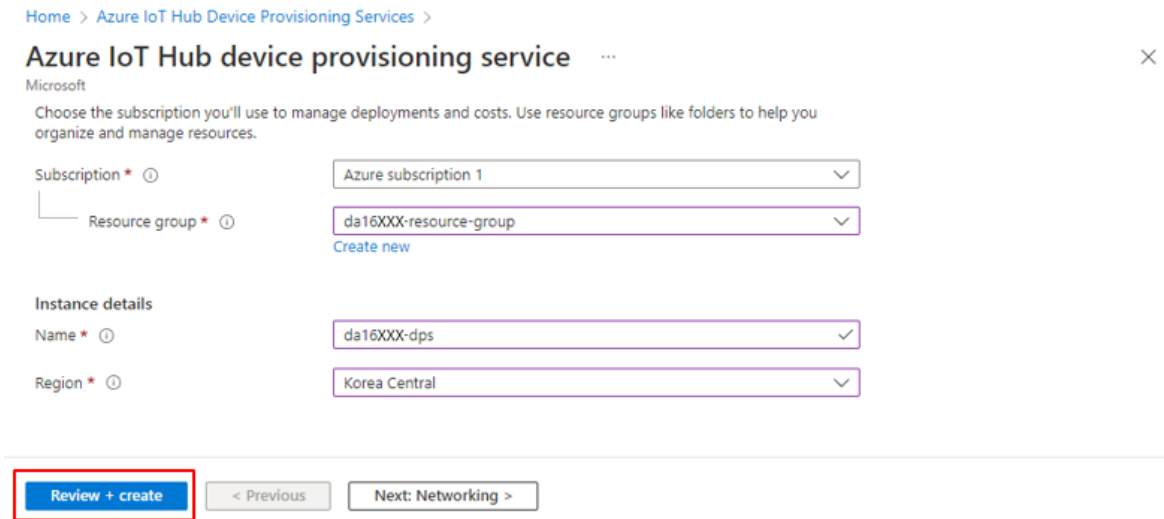 Home > Azure IoT Hub Device Provisioning Services >
Azure IoT Hub device provisioning service ...
Microsoft
Choose the subscription you'll use to manage deployments and costs. Use resource groups like folders to help you
organize and manage resources.
Subscription * Azure subscription 1
Resource group * da16XXX-resource-group
Create new
Instance details
Name * da16XXX-dps
Region * Korea Central
Review + create < Previous Next: Networking >